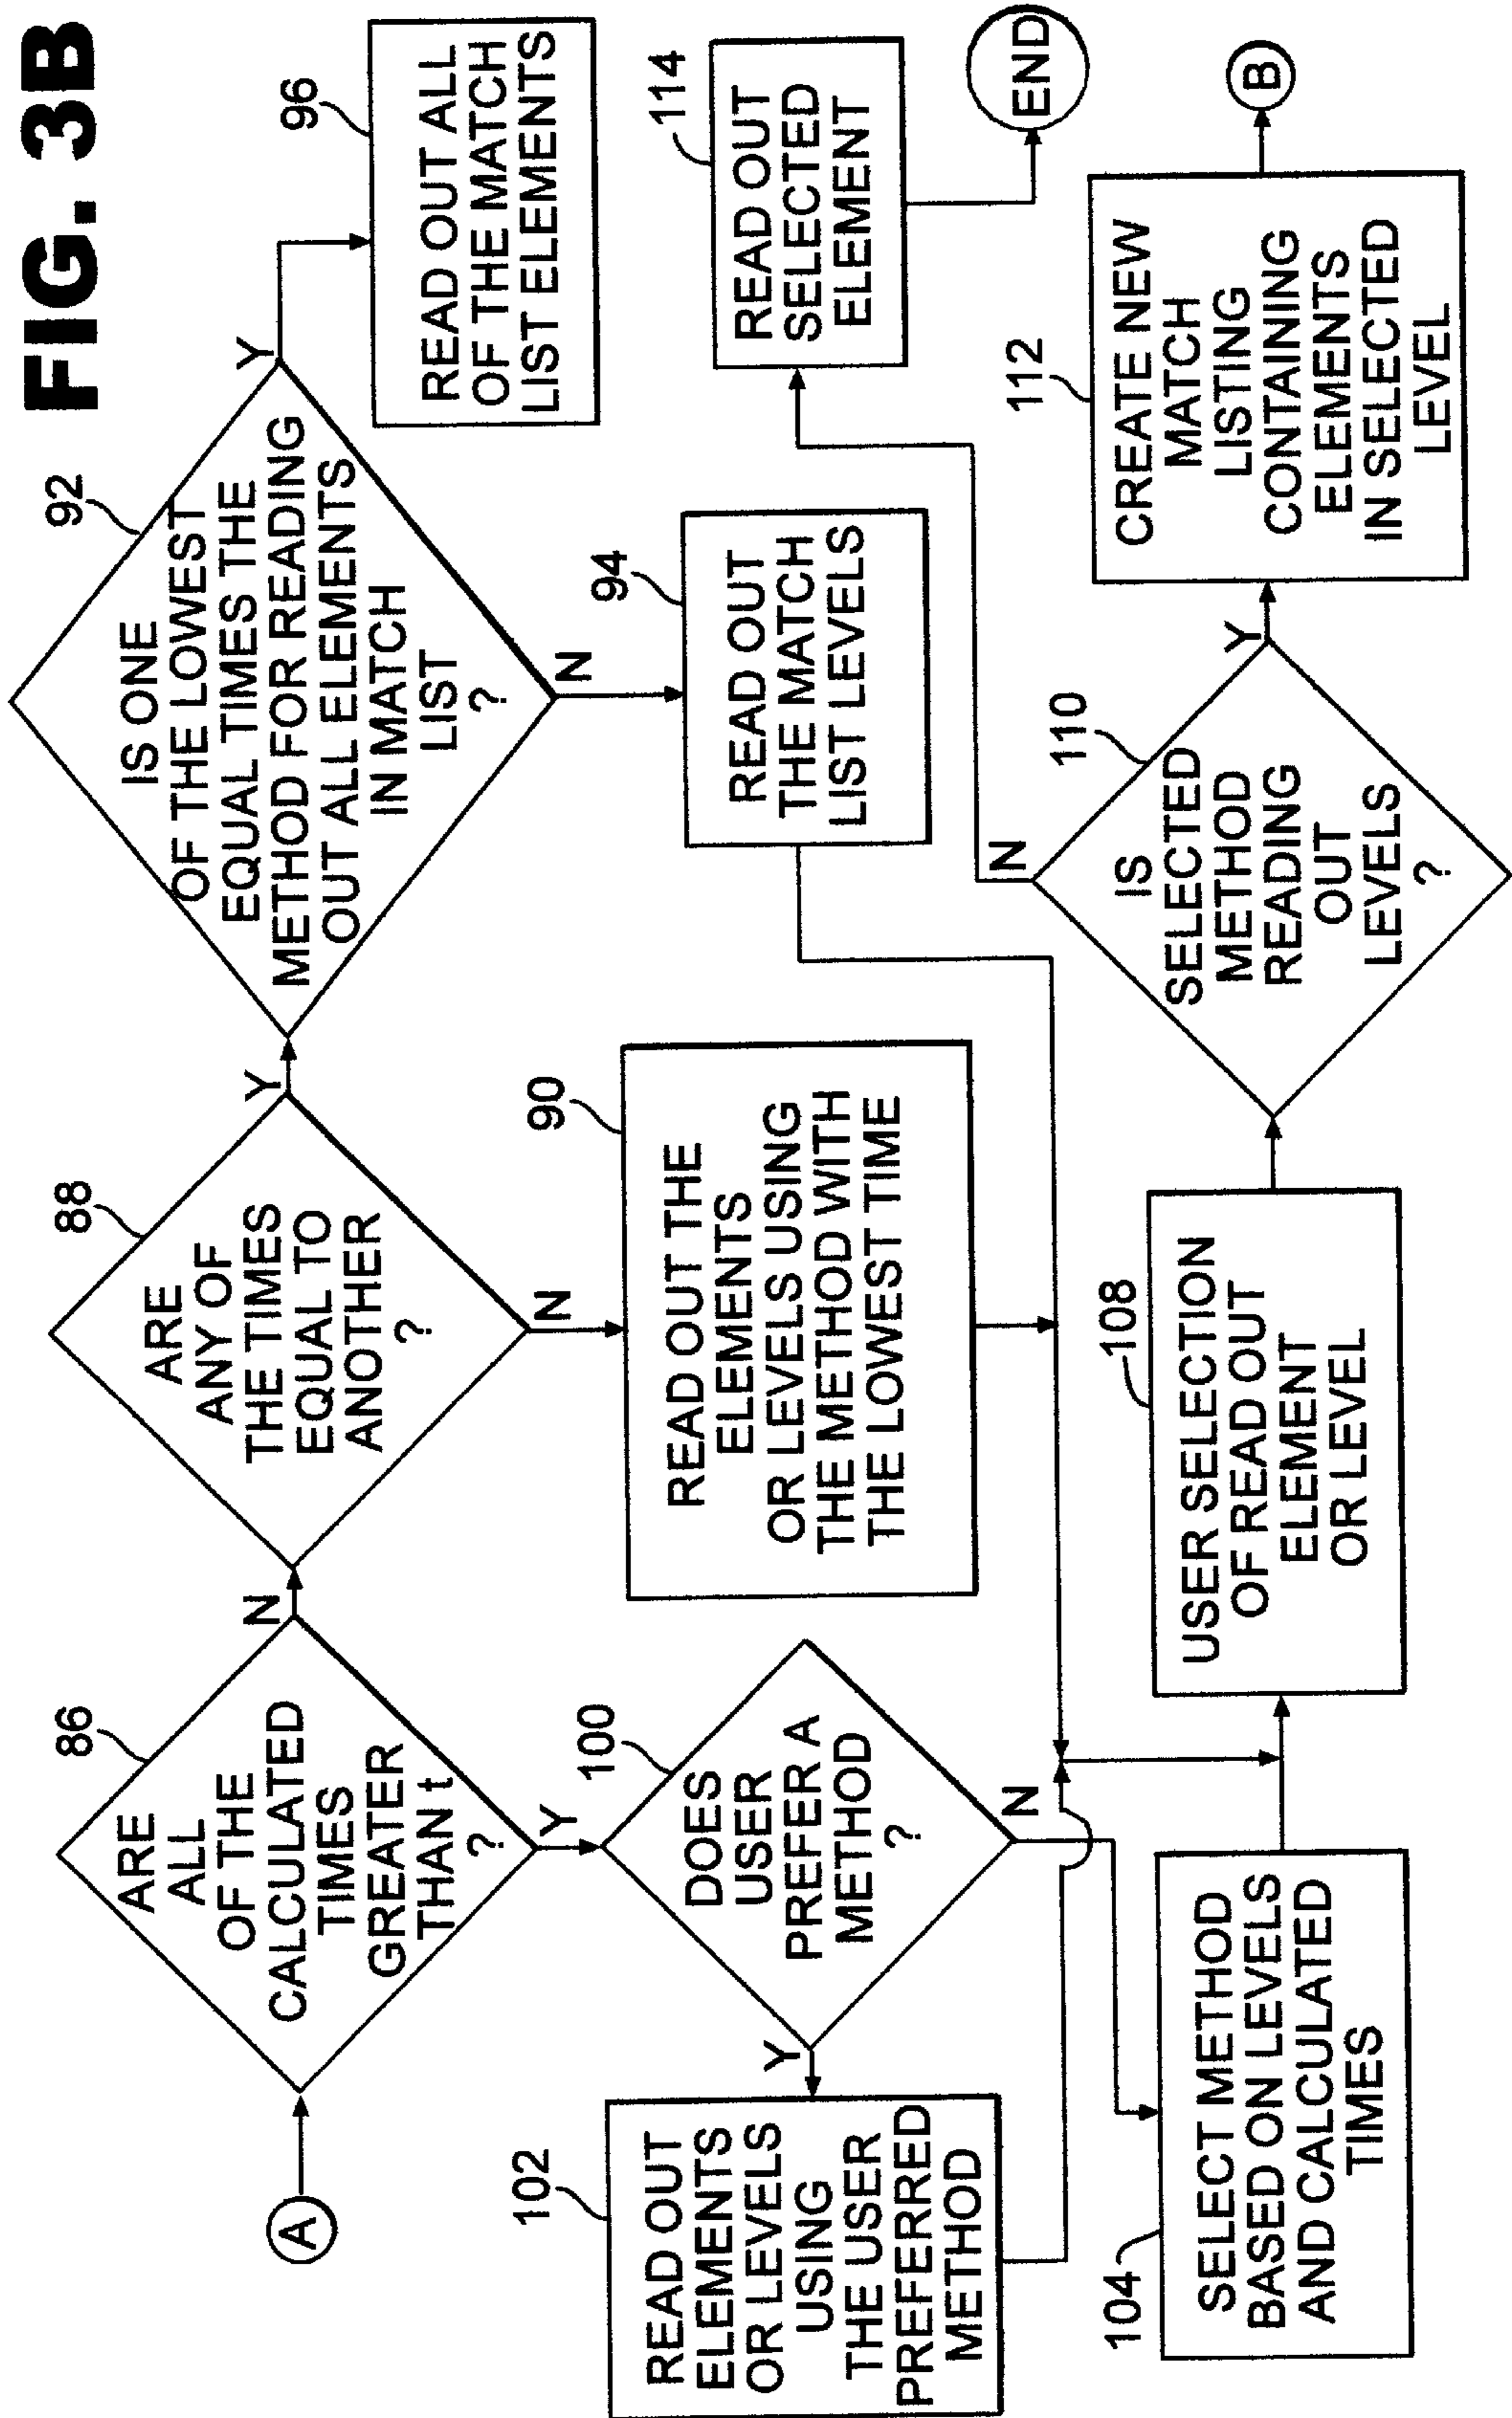 FIG. 3B
A
86
ARE
ALL
OF THE
CALCULATED
TIMES
GREATER
THAN t
?
N
Y
88
ARE
ANY OF
THE TIMES
EQUAL TO
ANOTHER
?
Y
N
92
IS ONE
OF THE LOWEST
EQUAL TIMES THE
METHOD FOR READING
OUT ALL ELEMENTS
IN MATCH
LIST
?
Y
N
96
READ OUT ALL
OF THE MATCH
LIST ELEMENTS
102
READ OUT
ELEMENTS
OR LEVELS
USING
THE USER
PREFERRED
METHOD
100
DOES
USER
PREFER A
METHOD
?
Y
N
90
READ OUT THE
ELEMENTS
OR LEVELS USING
THE METHOD WITH
THE LOWEST TIME
94
READ OUT
THE MATCH
LIST LEVELS
114
READ OUT
SELECTED
ELEMENT
END
104
SELECT METHOD
BASED ON LEVELS
AND CALCULATED
TIMES
108
USER SELECTION
OF READ OUT
ELEMENT
OR LEVEL
110
IS
SELECTED
METHOD
READING
OUT
LEVELS
?
N
Y
112
CREATE NEW
MATCH
LISTING
CONTAINING
ELEMENTS
IN SELECTED
LEVEL
B